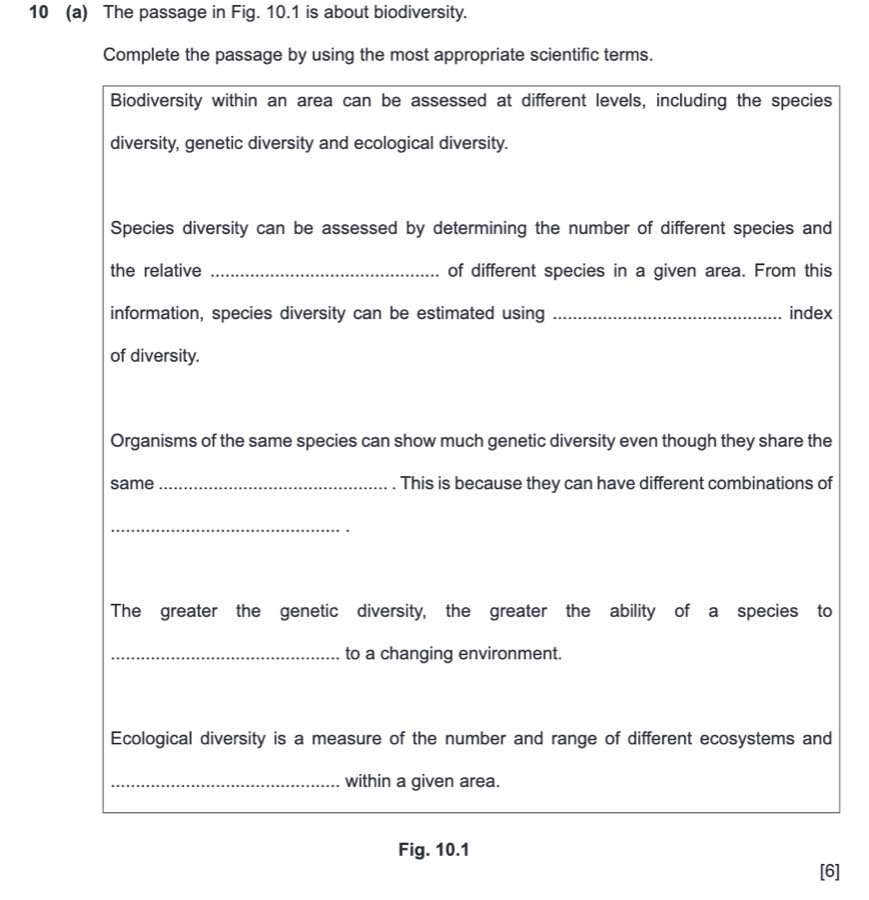 10 (a) The passage in Fig. 10.1 is about biodiversity.
Complete the passage by using the most appropriate scientific terms.
Biodiversity within an area can be assessed at different levels, including the species
diversity, genetic diversity and ecological diversity.
Species diversity can be assessed by determining the number of different species and
the relative ............................................. of different species in a given area. From this
information, species diversity can be estimated using ............................................. index
of diversity.
Organisms of the same species can show much genetic diversity even though they share the
same ............................................. . This is because they can have different combinations of
............................................. .
The greater the genetic diversity, the greater the ability of a species to
............................................. to a changing environment.
Ecological diversity is a measure of the number and range of different ecosystems and
............................................. within a given area.
Fig. 10.1
[6]